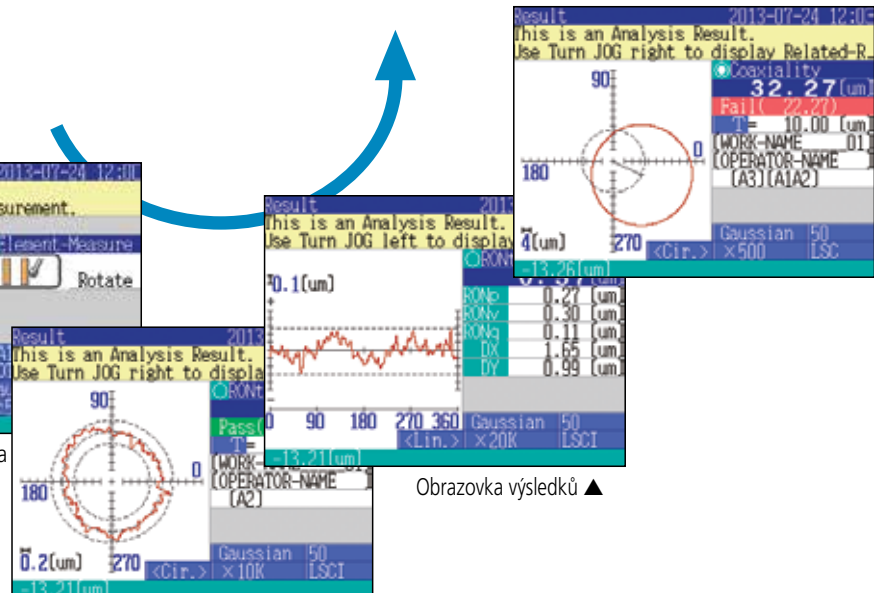 Result 2013-07-24 12:03
This is an Analysis Result.
Use Turn JOG right to display Related-R
Coaxiality
32.27[um]
Fail( 22.27)
T= 10.00 [um]
[WORK-NAME 01]
[OPERATOR-NAME ]
[A3][A1A2]
90
0
180
270
4[um]
<Cir.>
Gaussian 50
×500 LSC
-13.26[um]
2013-07-24 12:0
surement.
Element-Measure
Rotate
Result 2013
This is an Analysis Result.
Use Turn JOG left to display
RONt
0.1[um]
RONp 0.27 [um]
RONv 0.30 [um]
RONq 0.11 [um]
DX 1.65 [um]
DY 0.99 [um]
0 90 180 270 360
<Lin.>
Gaussian 50
×20K LSCI
-13.21[um]
Obrazovka výsledků ▲
Result 2013
This is an Analysis Result.
Use Turn JOG right to displa
RONt
Pass(
T=
[WORK-
[OPERATOR-NAME ]
[A2]
90
0
180
270
0.2[um]
<Cir.>
Gaussian 50
×10K LSCI
-13.21[um]